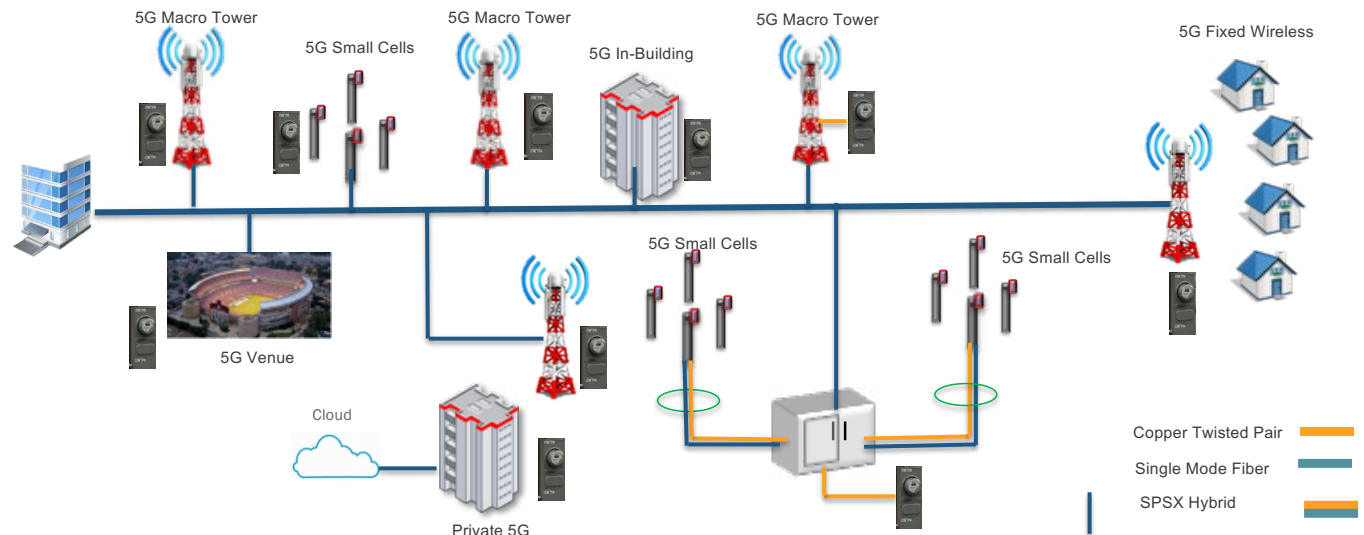 5G Macro Tower
5G Small Cells
5G Macro Tower
5G In-Building
5G Macro Tower
5G Fixed Wireless
5G Small Cells
5G Small Cells
5G Venue
Cloud
Private 5G
Copper Twisted Pair
Single Mode Fiber
SPSX Hybrid